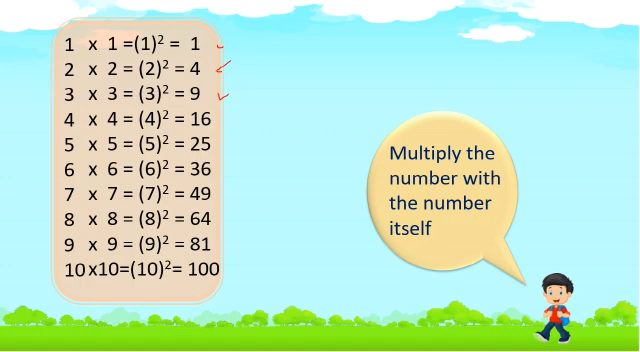 1 x 1 =(1)² = 1
2 x 2 = (2)² = 4
3 x 3 = (3)² = 9
4 x 4 = (4)² = 16
5 x 5 = (5)² = 25
6 x 6 = (6)² = 36
7 x 7 = (7)² = 49
8 x 8 = (8)² = 64
9 x 9 = (9)² = 81
10 x10=(10)²= 100
Multiply the
number with
the number
itself